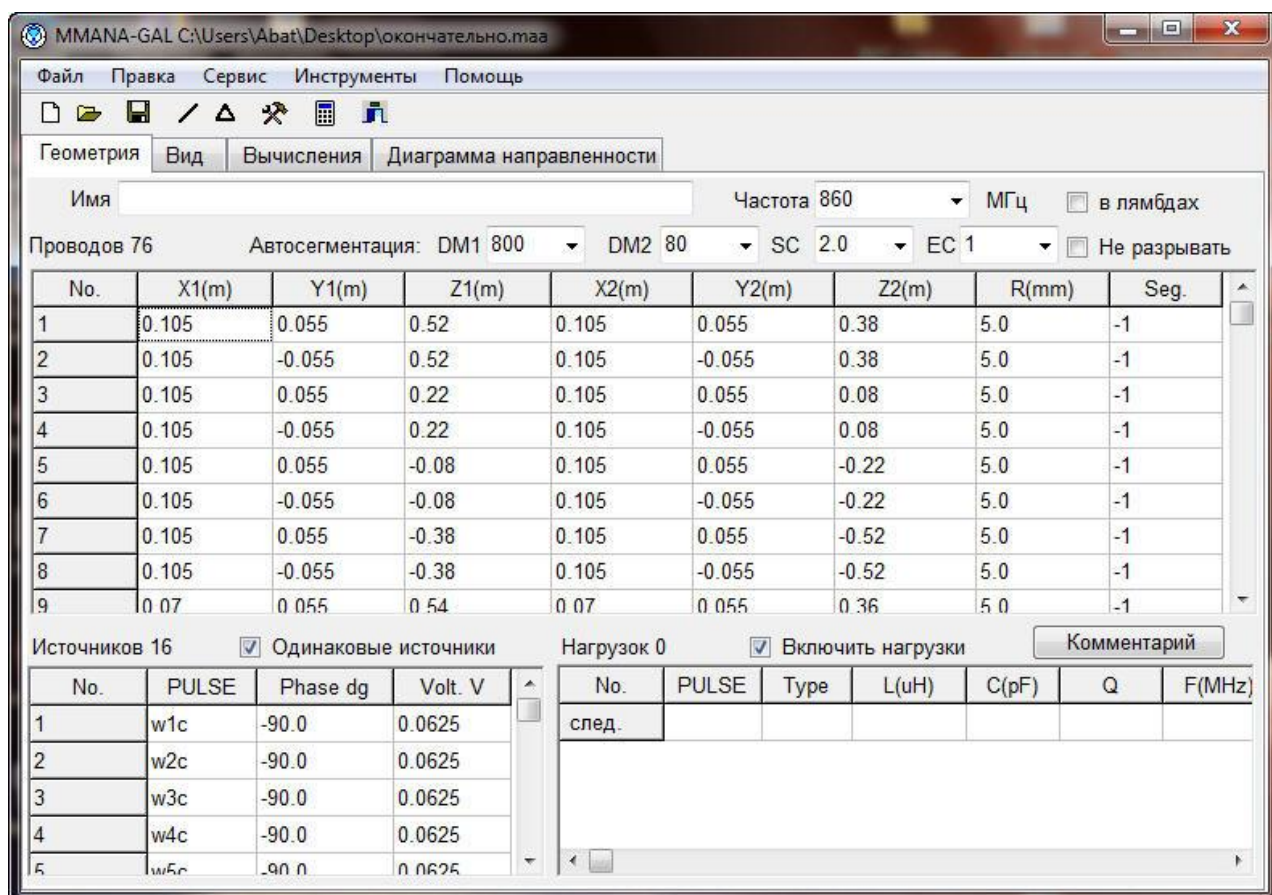 MMANA-GAL C:\Users\Abat\Desktop\окончательно.maa
Файл Правка Сервис Инструменты Помощь
Геометрия Вид Вычисления Диаграмма направленности
Имя Частота 860 МГц в лямбдах
Проводов 76 Автосегментация: DM1 800 DM2 80 SC 2.0 EC 1 Не разрывать
No. X1(m) Y1(m) Z1(m) X2(m) Y2(m) Z2(m) R(mm) Seg.
1 0.105 0.055 0.52 0.105 0.055 0.38 5.0 -1
2 0.105 -0.055 0.52 0.105 -0.055 0.38 5.0 -1
3 0.105 0.055 0.22 0.105 0.055 0.08 5.0 -1
4 0.105 -0.055 0.22 0.105 -0.055 0.08 5.0 -1
5 0.105 0.055 -0.08 0.105 0.055 -0.22 5.0 -1
6 0.105 -0.055 -0.08 0.105 -0.055 -0.22 5.0 -1
7 0.105 0.055 -0.38 0.105 0.055 -0.52 5.0 -1
8 0.105 -0.055 -0.38 0.105 -0.055 -0.52 5.0 -1
9 0.07 0.055 0.54 0.07 0.055 0.36 5.0 -1
Источников 16 Одинаковые источники Нагрузок 0 Включить нагрузки Комментарий
No. PULSE Phase dg Volt. V No. PULSE Type L(uH) C(pF) Q F(MHz)
1 w1c -90.0 0.0625 след.
2 w2c -90.0 0.0625
3 w3c -90.0 0.0625
4 w4c -90.0 0.0625
5 w5c -90.0 0.0625